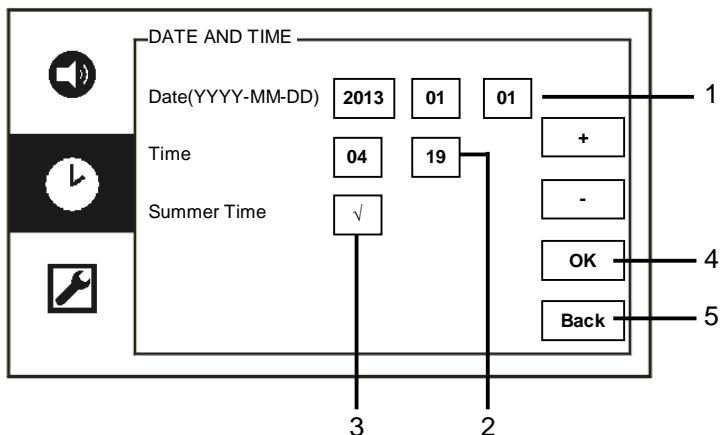 DATE AND TIME
Date(YYYY-MM-DD) 2013 01 01 1
+
Time 04 19
-
Summer Time √
OK 4
Back 5
3 2